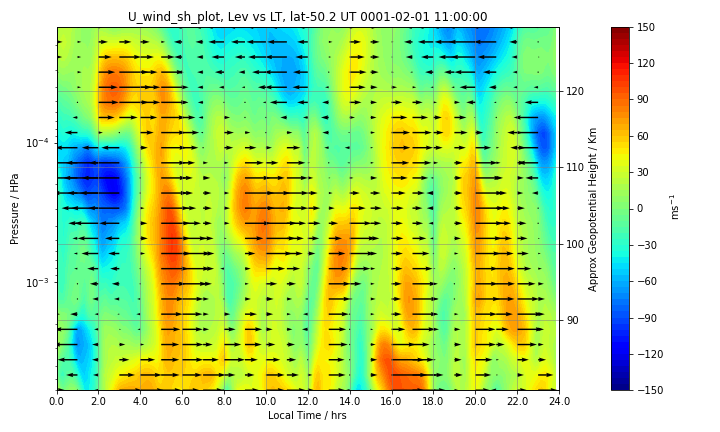 U_wind_sh_plot, Lev vs LT, lat-50.2 UT 0001-02-01 11:00:00
Pressure / HPa
10⁻⁴
10⁻³
0.0 2.0 4.0 6.0 8.0 10.0 12.0 14.0 16.0 18.0 20.0 22.0 24.0
Local Time / hrs
120
110
100
90
Approx Geopotential Height / Km
150
120
90
60
30
0
−30
−60
−90
−120
−150
ms⁻¹